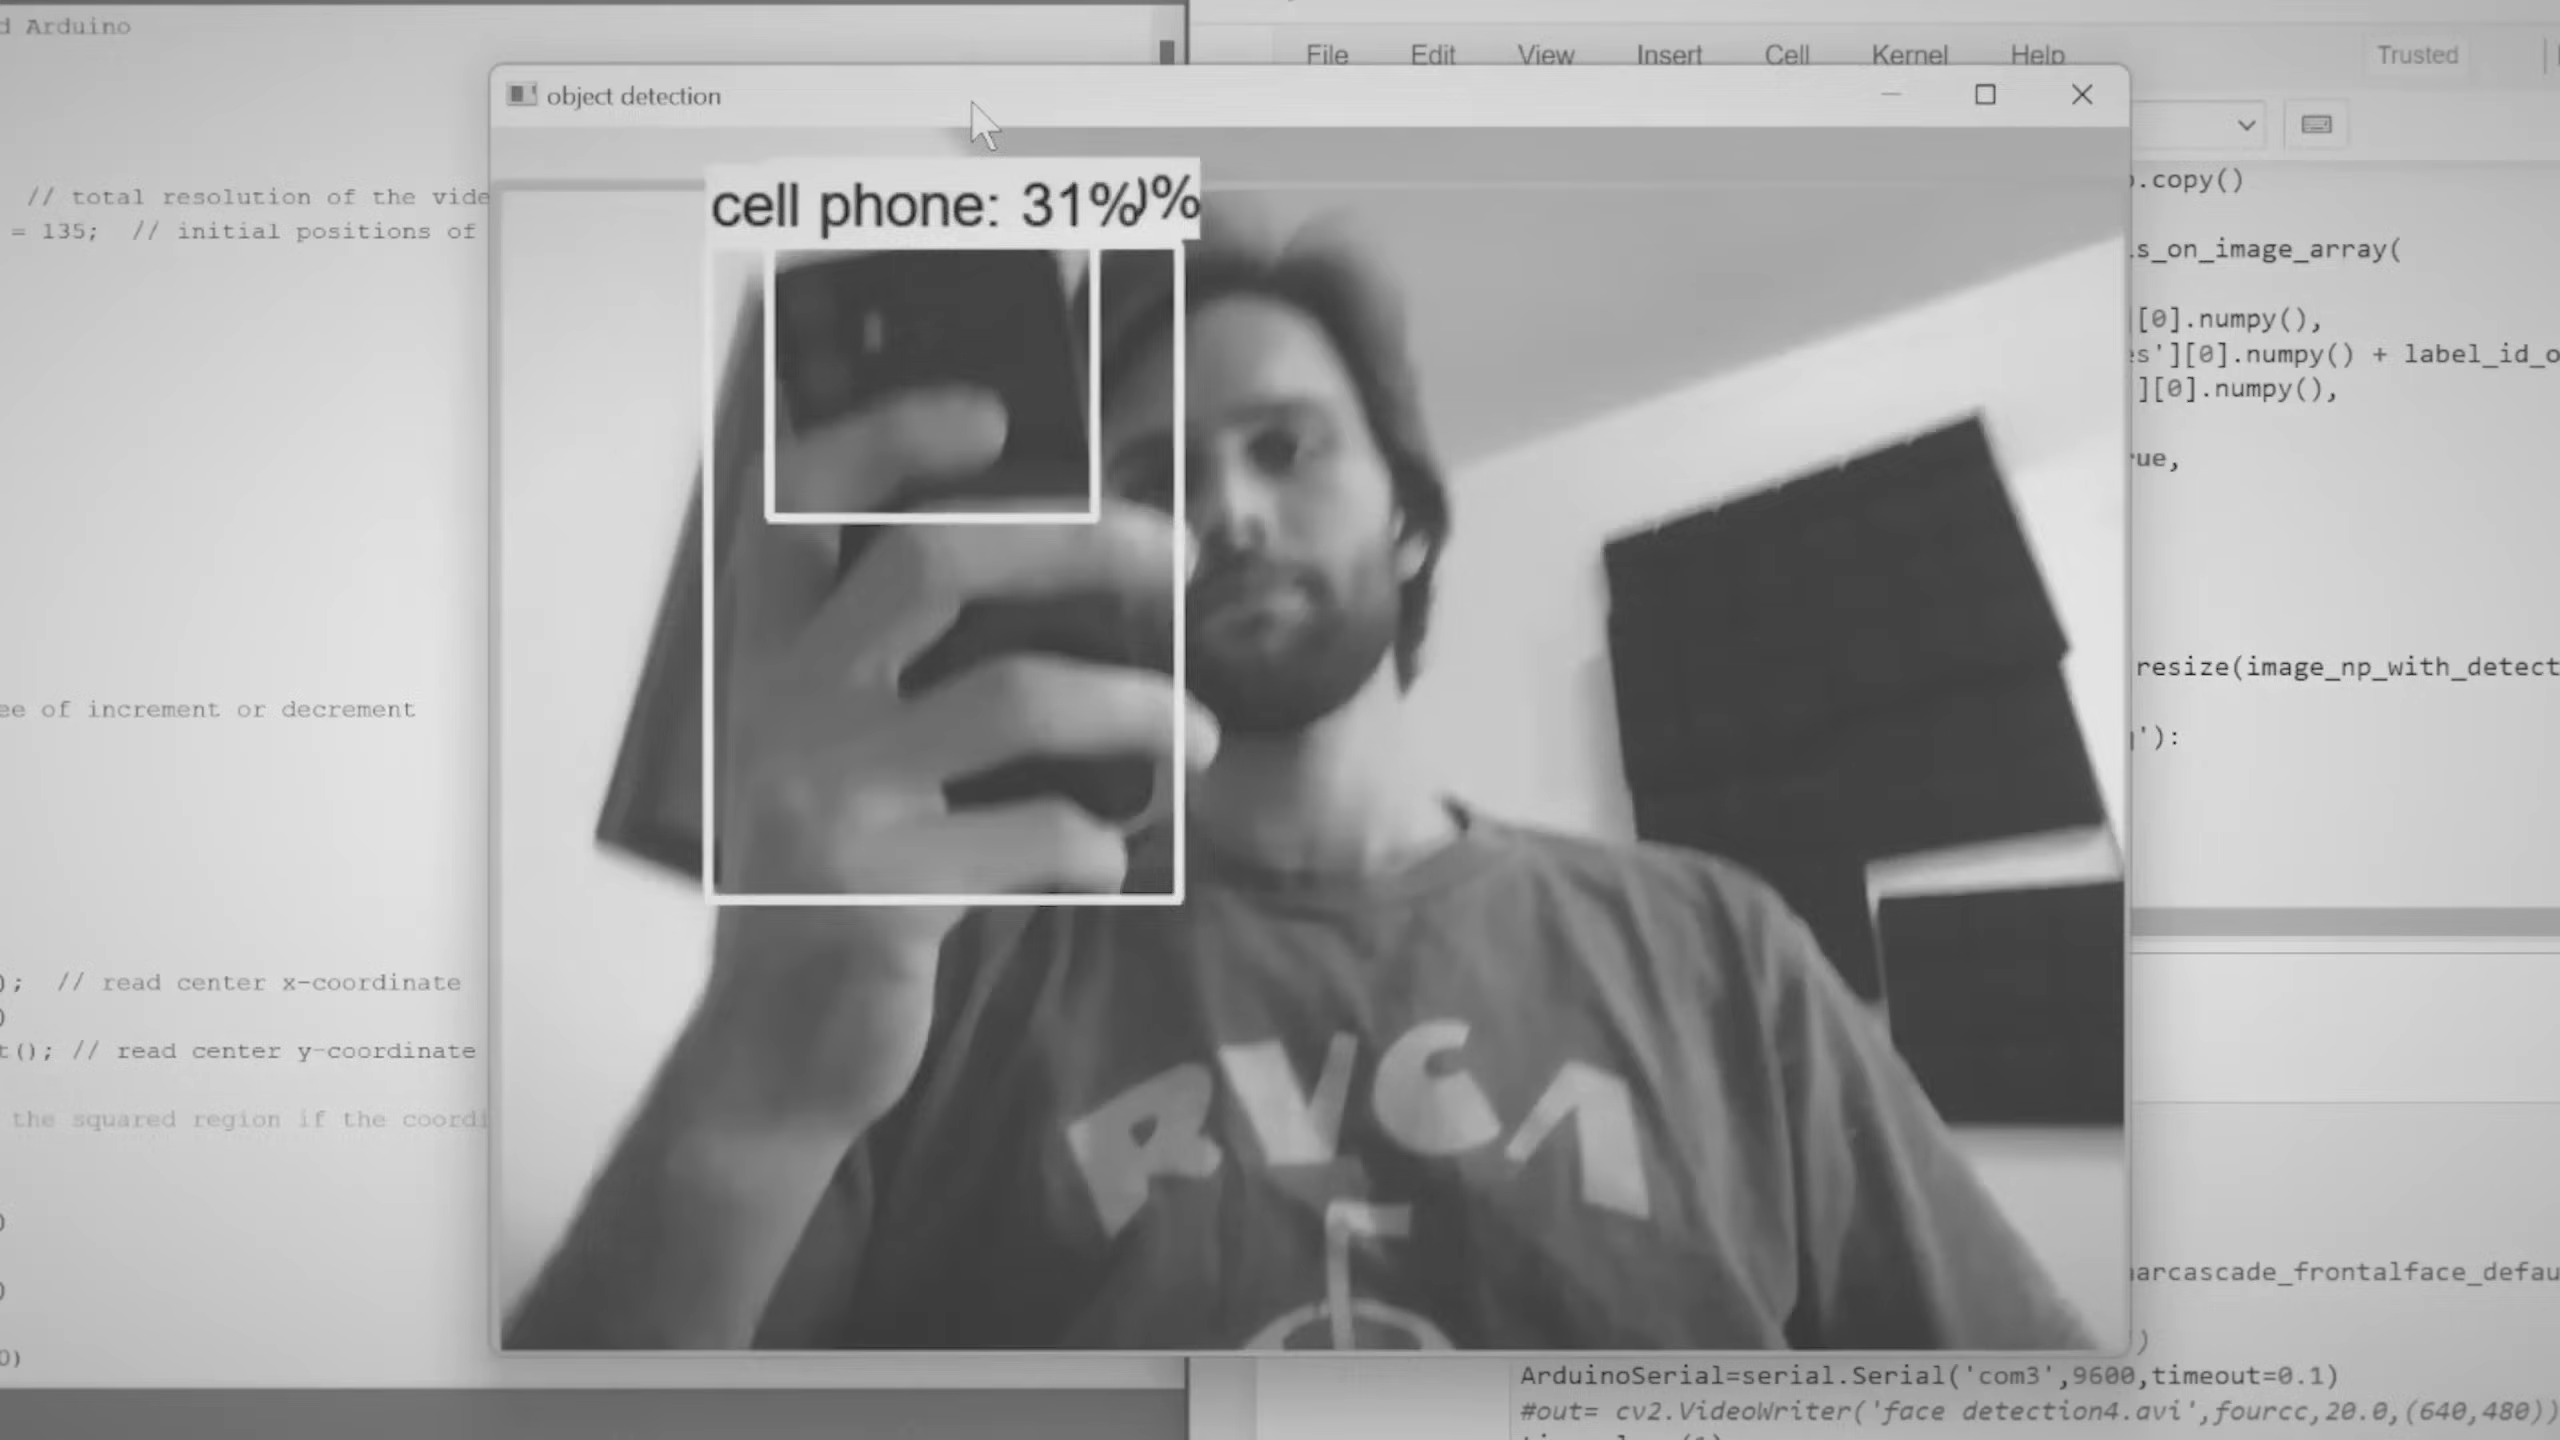 d Arduino
File Edit View Insert Cell Kernel Help Trusted
object detection
// total resolution of the vide
= 135; // initial positions of
cell phone: 31%)%
.copy()
s_on_image_array(
[0].numpy(),
s'][0].numpy() + label_id_o
][0].numpy(),
ue,
resize(image_np_with_detect
ee of increment or decrement
'):
); // read center x-coordinate
)
t(); // read center y-coordinate
the squared region if the coordi
RVCA
)
)
0)
arcascade_frontalface_defau
)
ArduinoSerial=serial.Serial('com3',9600,timeout=0.1)
#out= cv2.VideoWriter('face detection4.avi',fourcc,20.0,(640,480))